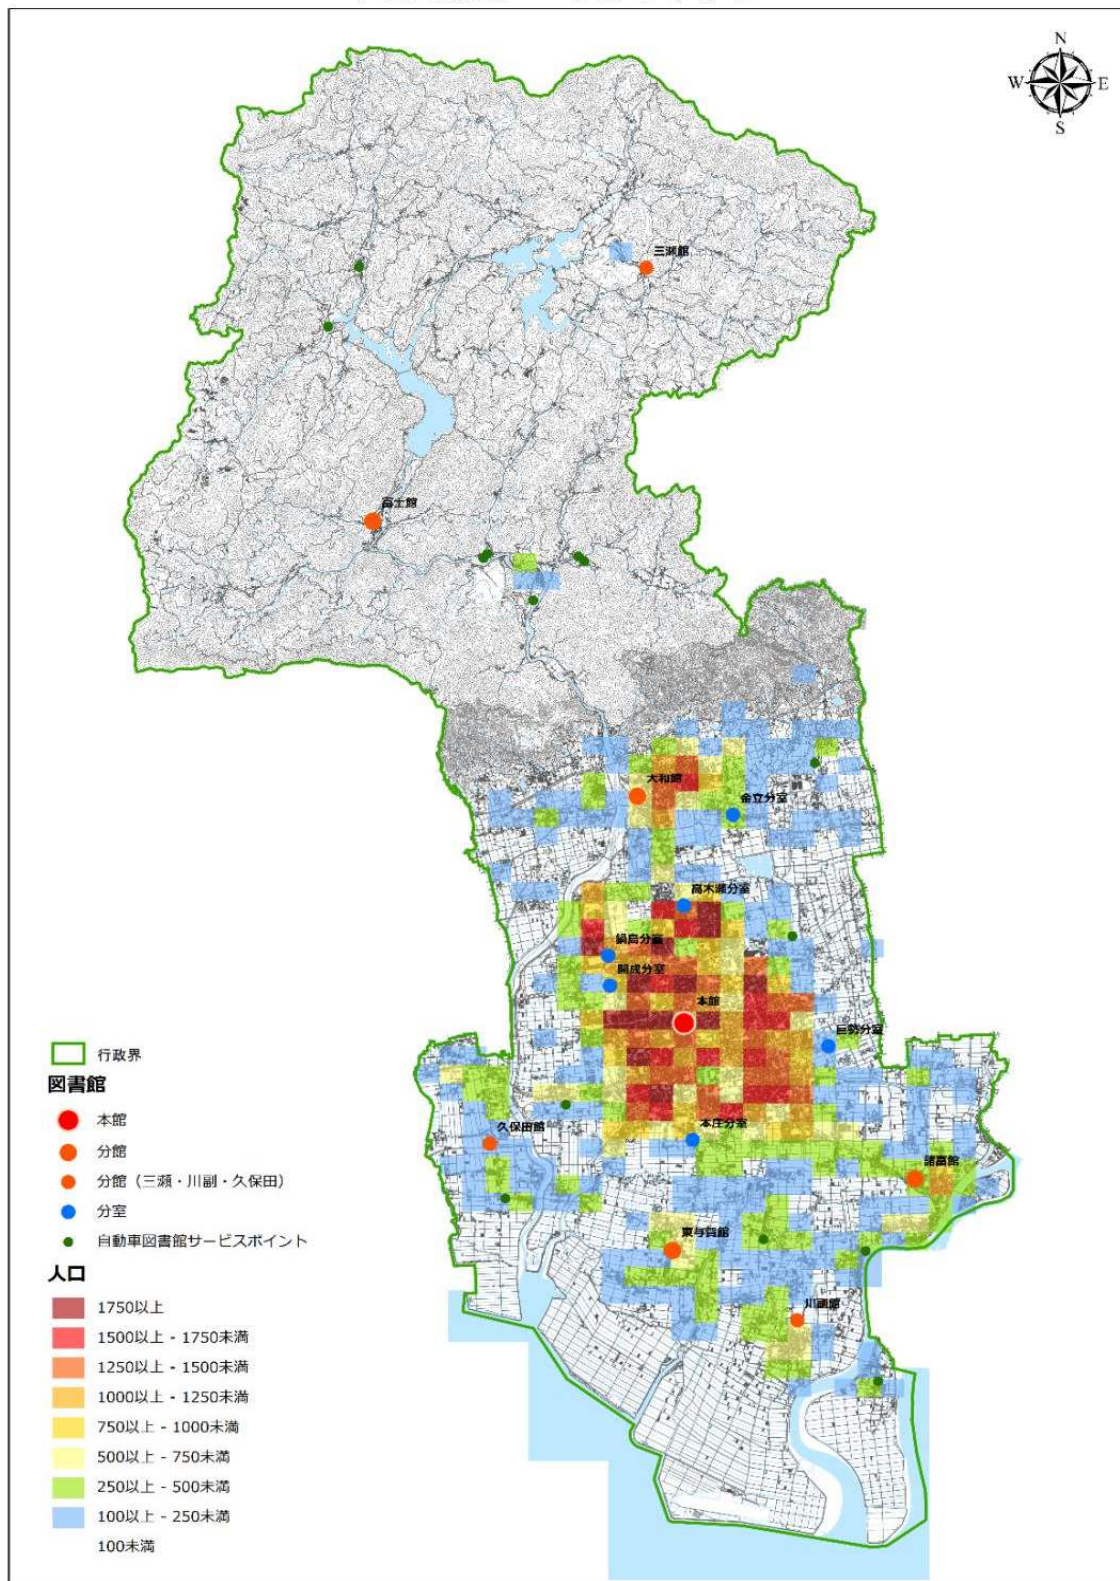 N
W E
S
三瀬館
富士館
大和館
金立分室
高木瀬分室
鍋島分室
開成分室
本館
巨勢分室
本庄分室
久保田館
諸富館
東与賀館
川副館
行政界
図書館
本館
分館
分館（三瀬・川副・久保田）
分室
自動車図書館サービスポイント
人口
1750以上
1500以上 - 1750未満
1250以上 - 1500未満
1000以上 - 1250未満
750以上 - 1000未満
500以上 - 750未満
250以上 - 500未満
100以上 - 250未満
100未満